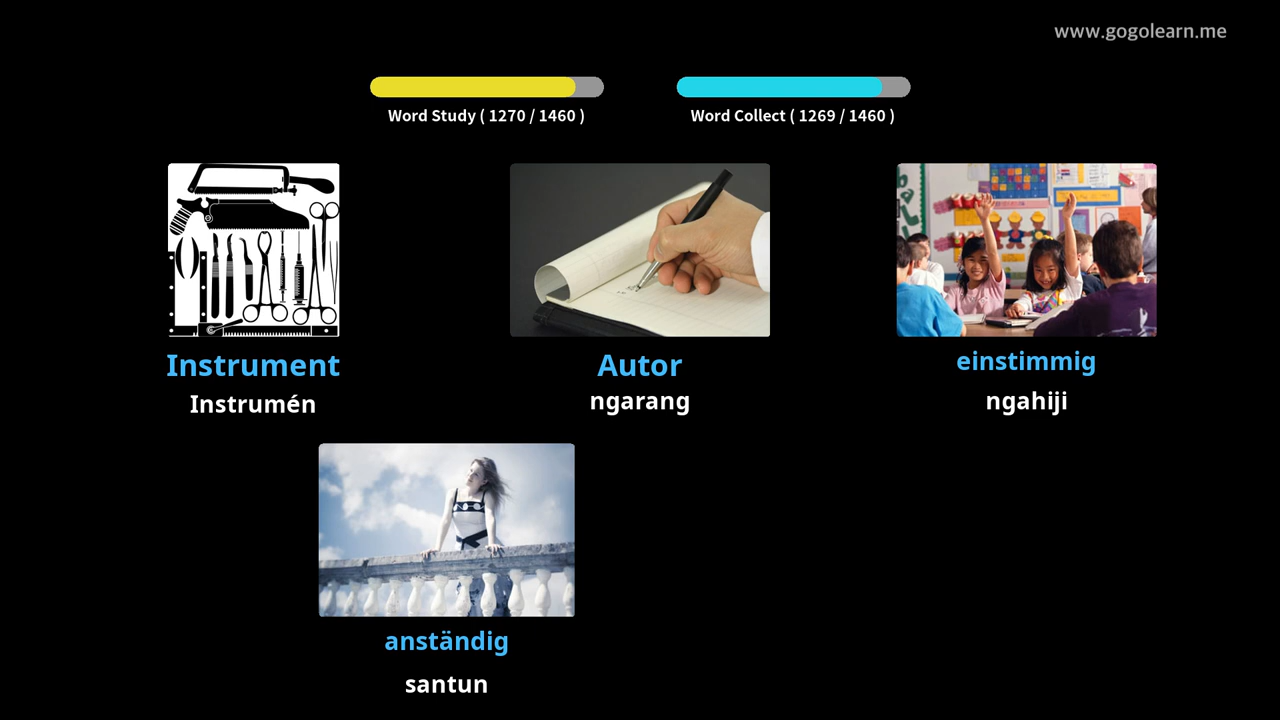 www.gogolearn.me
Word Study ( 1270 / 1460 )
Word Collect ( 1269 / 1460 )
Instrument
Instrumén
Autor
ngarang
einstimmig
ngahiji
anständig
santun